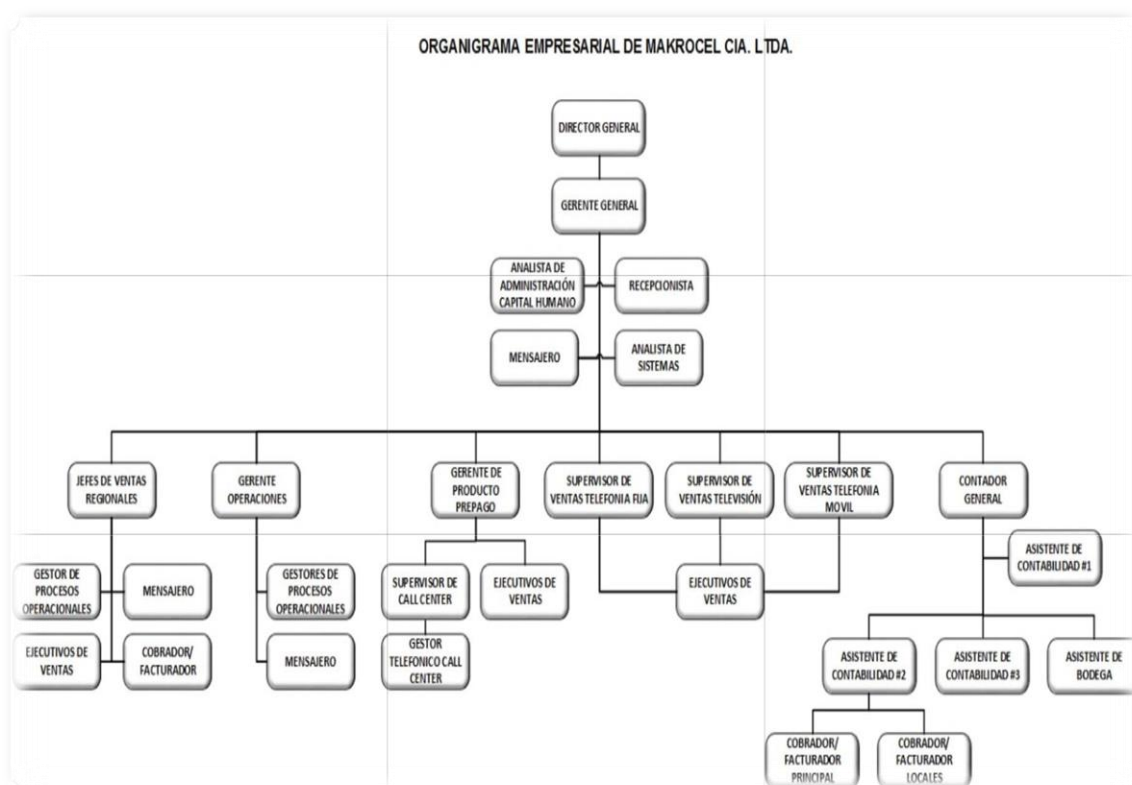 ORGANIGRAMA EMPRESARIAL DE MAKROCEL CIA. LTDA.
DIRECTOR GENERAL
GERENTE GENERAL
ANALISTA DE
ADMINISTRACIÓN
CAPITAL HUMANO
RECEPCIONISTA
MENSAJERO
ANALISTA DE
SISTEMAS
JEFES DE VENTAS
REGIONALES
GERENTE
OPERACIONES
GERENTE DE
PRODUCTO
PREPAGO
SUPERVISOR DE
VENTAS TELEFONIA FIJA
SUPERVISOR DE
VENTAS TELEVISIÓN
SUPERVISOR DE
VENTAS TELEFONIA
MOVIL
CONTADOR
GENERAL
ASISTENTE DE
CONTABILIDAD #1
GESTOR DE
PROCESOS
OPERACIONALES
MENSAJERO
GESTORES DE
PROCESOS
OPERACIONALES
SUPERVISOR DE
CALL CENTER
EJECUTIVOS DE
VENTAS
EJECUTIVOS DE
VENTAS
EJECUTIVOS DE
VENTAS
COBRADOR/
FACTURADOR
MENSAJERO
GESTOR
TELEFONICO CALL
CENTER
ASISTENTE DE
CONTABILIDAD #2
ASISTENTE DE
CONTABILIDAD #3
ASISTENTE DE
BODEGA
COBRADOR/
FACTURADOR
PRINCIPAL
COBRADOR/
FACTURADOR
LOCALES